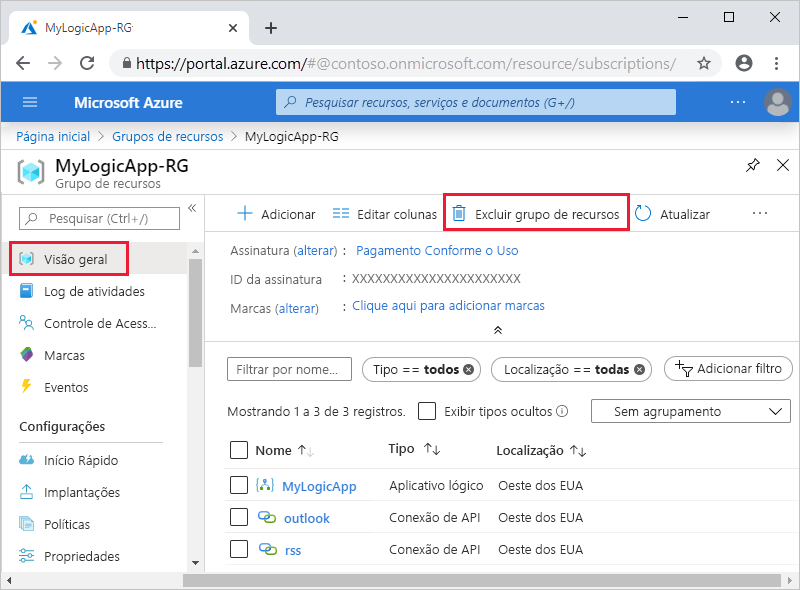 MyLogicApp-RG
https://portal.azure.com/#@contoso.onmicrosoft.com/resource/subscriptions/
Microsoft Azure
Pesquisar recursos, serviços e documentos (G+/)
Página inicial > Grupos de recursos > MyLogicApp-RG
MyLogicApp-RG
Grupo de recursos
Pesquisar (Ctrl+/)
Visão geral
Log de atividades
Controle de Acess...
Marcas
Eventos
Configurações
Início Rápido
Implantações
Políticas
Propriedades
Adicionar Editar colunas Excluir grupo de recursos Atualizar ...
Assinatura (alterar) : Pagamento Conforme o Uso
ID da assinatura : XXXXXXXXXXXXXXXXXXXXXX
Marcas (alterar) : Clique aqui para adicionar marcas
Filtrar por nome... Tipo == todos Localização == todas Adicionar filtro
Mostrando 1 a 3 de 3 registros. Exibir tipos ocultos Sem agrupamento
Nome Tipo Localização
MyLogicApp Aplicativo lógico Oeste dos EUA
outlook Conexão de API Oeste dos EUA
rss Conexão de API Oeste dos EUA